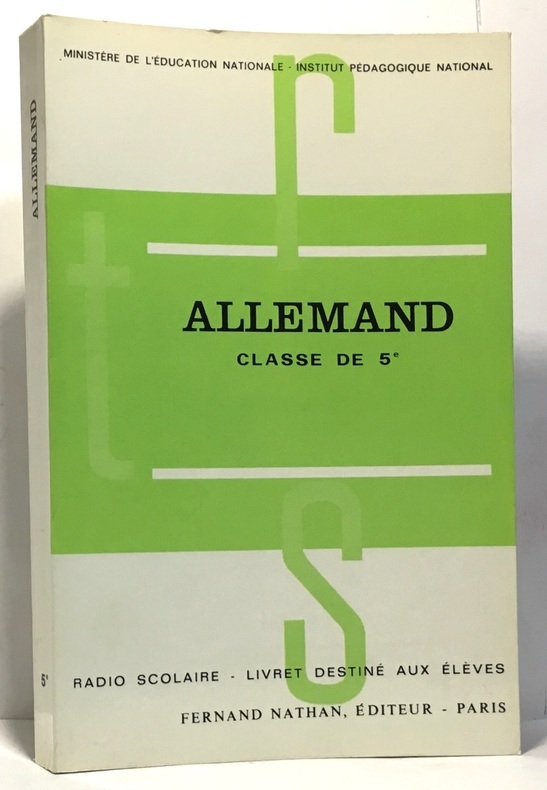 MINISTÈRE DE L'ÉDUCATION NATIONALE - INSTITUT PÉDAGOGIQUE NATIONAL
r
t
s
ALLEMAND
CLASSE DE 5e
RADIO SCOLAIRE - LIVRET DESTINÉ AUX ÉLÈVES
FERNAND NATHAN, ÉDITEUR - PARIS
ALLEMAND
5e